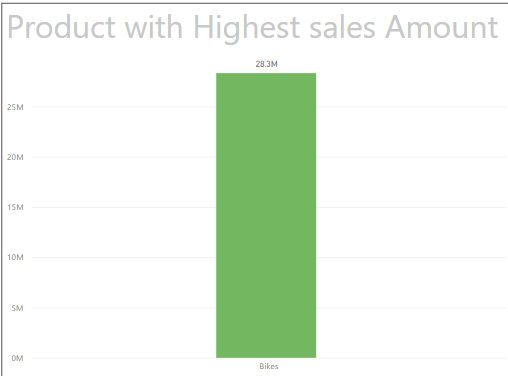 Product with Highest sales Amount
28.3M
25M
20M
15M
10M
5M
0M
Bikes